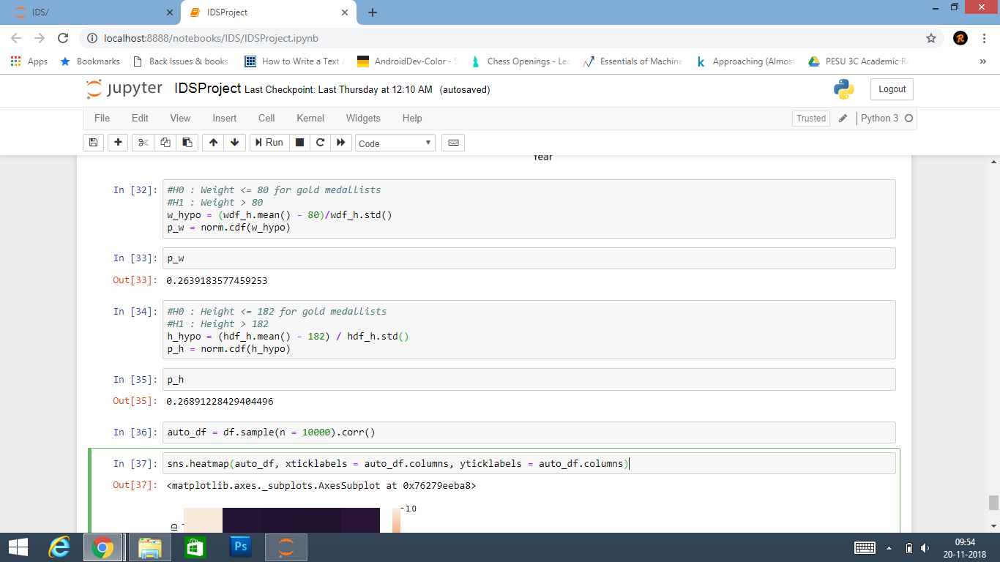 IDS/
IDSProject
localhost:8888/notebooks/IDS/IDSProject.ipynb
Apps
Bookmarks
Back Issues & books
How to Write a Text
AndroidDev-Color -
Chess Openings - Lea
Essentials of Machine
Approaching (Almost
PESU 3C Academic R
»
jupyter IDSProject Last Checkpoint: Last Thursday at 12:10 AM (autosaved)
Logout
File Edit View Insert Cell Kernel Widgets Help
Trusted
Python 3
Run
Code
Year
In [32]:
#H0 : Weight <= 80 for gold medallists
#H1 : Weight > 80
w_hypo = (wdf_h.mean() - 80)/wdf_h.std()
p_w = norm.cdf(w_hypo)
In [33]: p_w
Out[33]: 0.2639183577459253
In [34]:
#H0 : Height <= 182 for gold medallists
#H1 : Height > 182
h_hypo = (hdf_h.mean() - 182) / hdf_h.std()
p_h = norm.cdf(h_hypo)
In [35]: p_h
Out[35]: 0.26891228429404496
In [36]: auto_df = df.sample(n = 10000).corr()
In [37]: sns.heatmap(auto_df, xticklabels = auto_df.columns, yticklabels = auto_df.columns)
Out[37]: <matplotlib.axes._subplots.AxesSubplot at 0x76279eeba8>
1.0
ID
Ps
09:54
20-11-2018